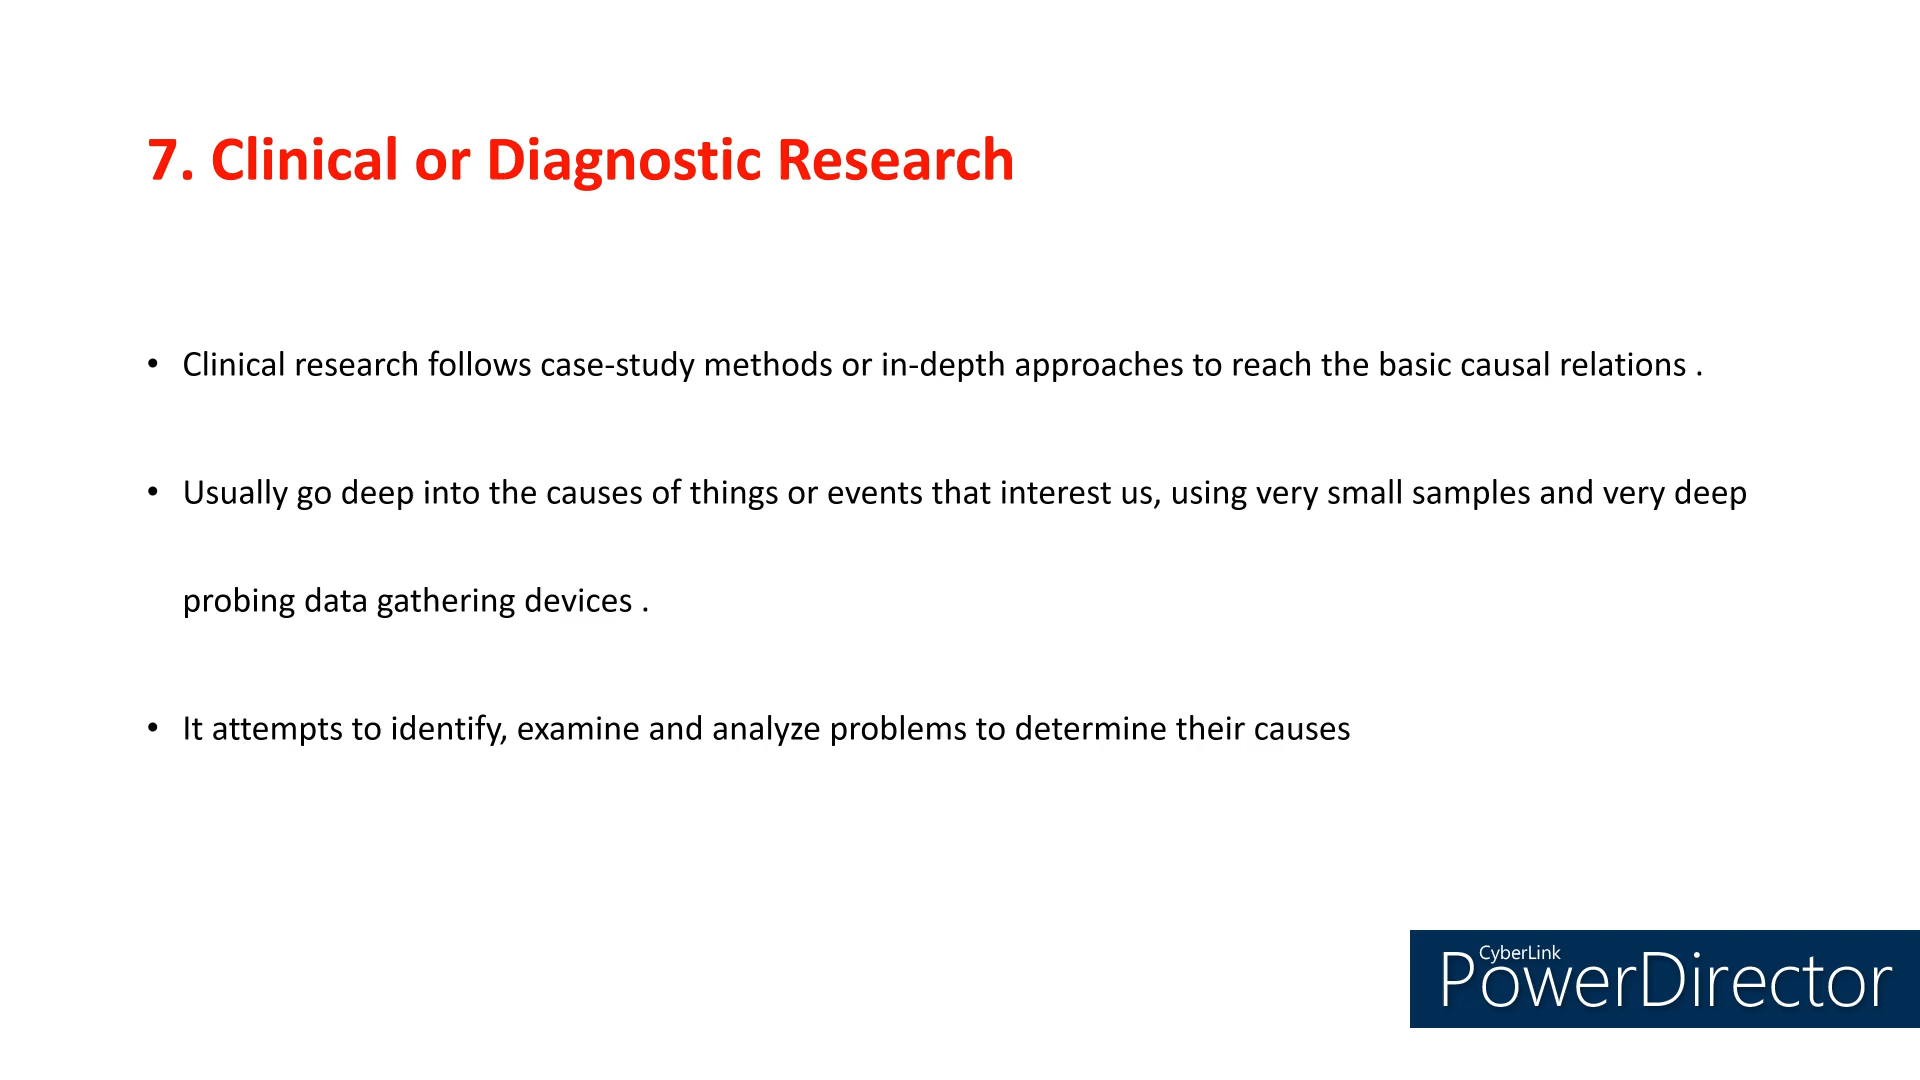 7. Clinical or Diagnostic Research
• Clinical research follows case-study methods or in-depth approaches to reach the basic causal relations .
• Usually go deep into the causes of things or events that interest us, using very small samples and very deep
probing data gathering devices .
• It attempts to identify, examine and analyze problems to determine their causes
CyberLink
PowerDirector